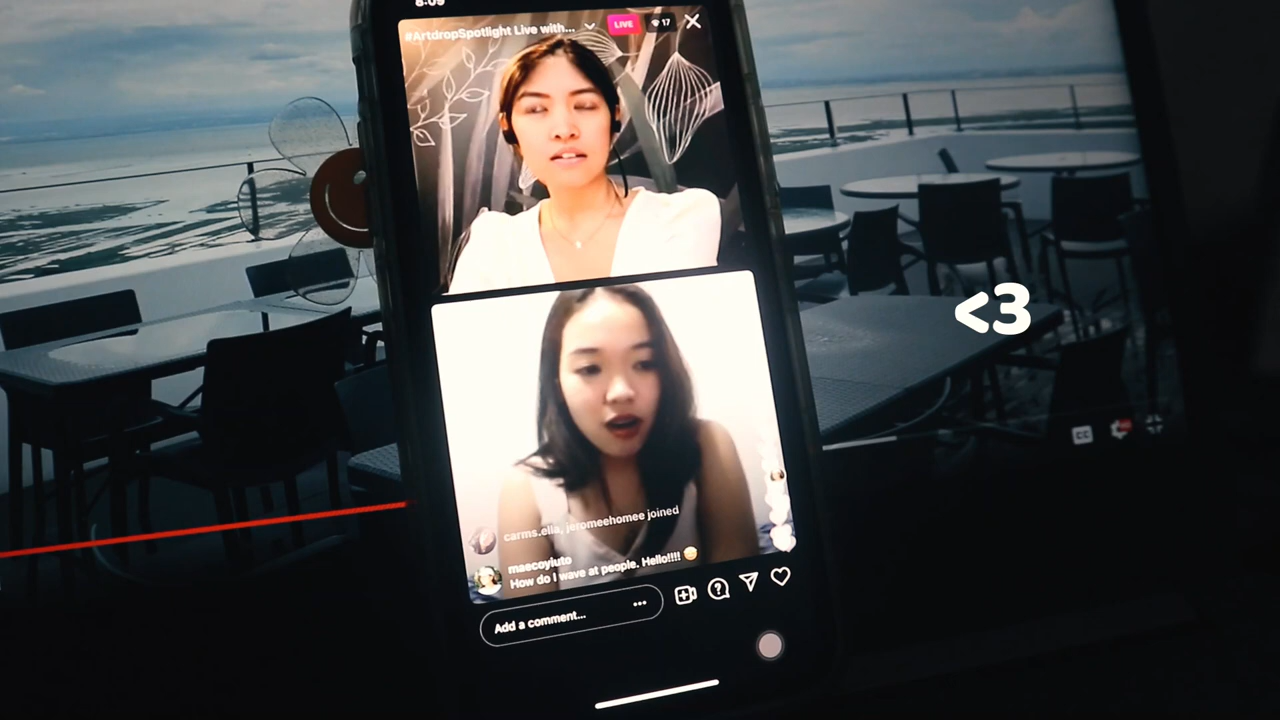 8:09
#ArtdropSpotlight Live with...
LIVE
17
<3
carms.ella, jeromeehomee joined
maecoyiuto
How do I wave at people. Hello!!!! 😅
Add a comment...
CC